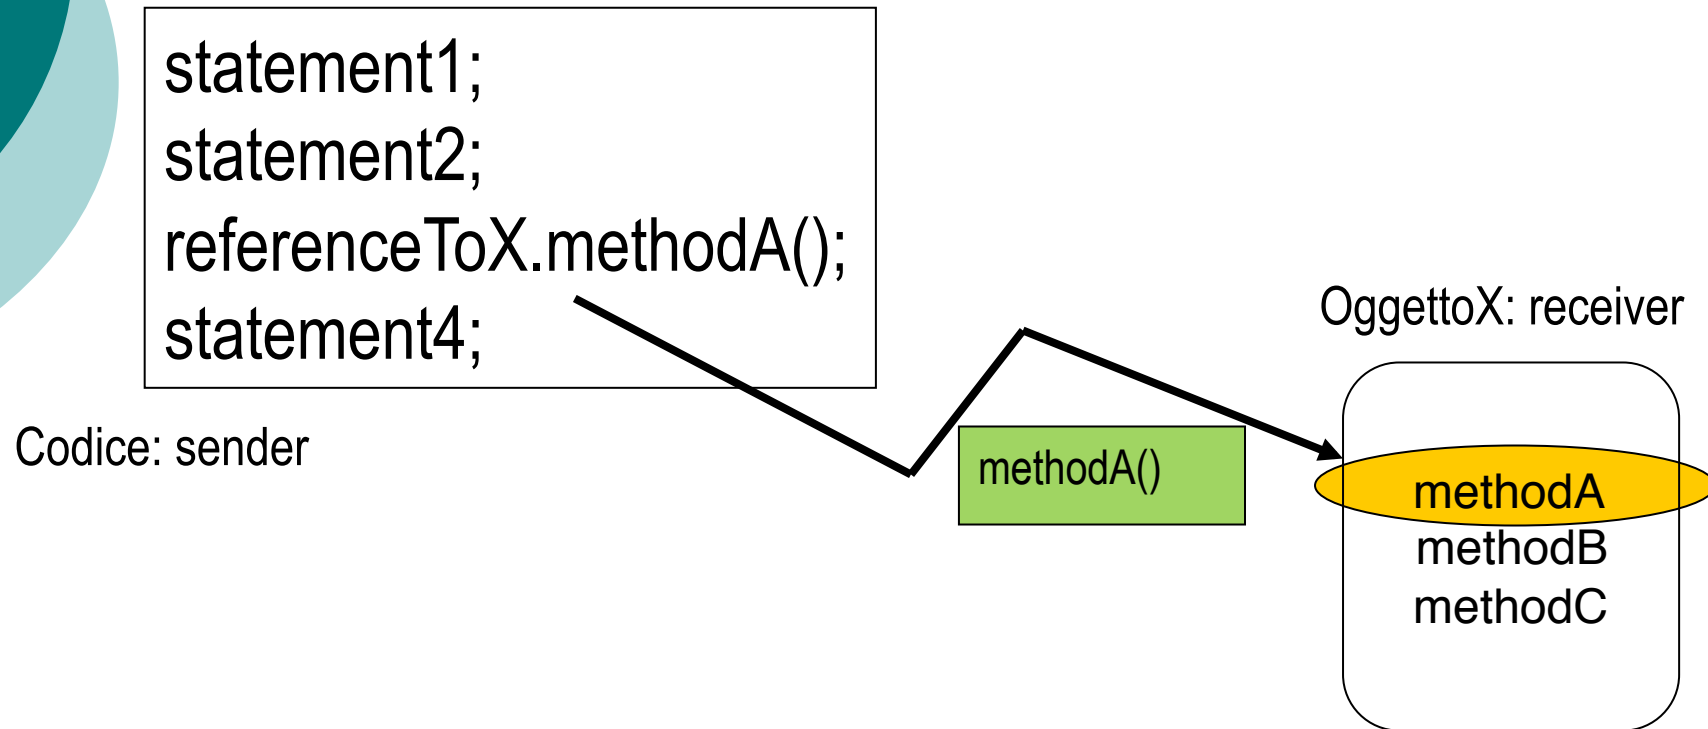 statement1;
statement2;
referenceToX.methodA();
statement4;
Codice: sender
methodA()
OggettoX: receiver
methodA
methodB
methodC